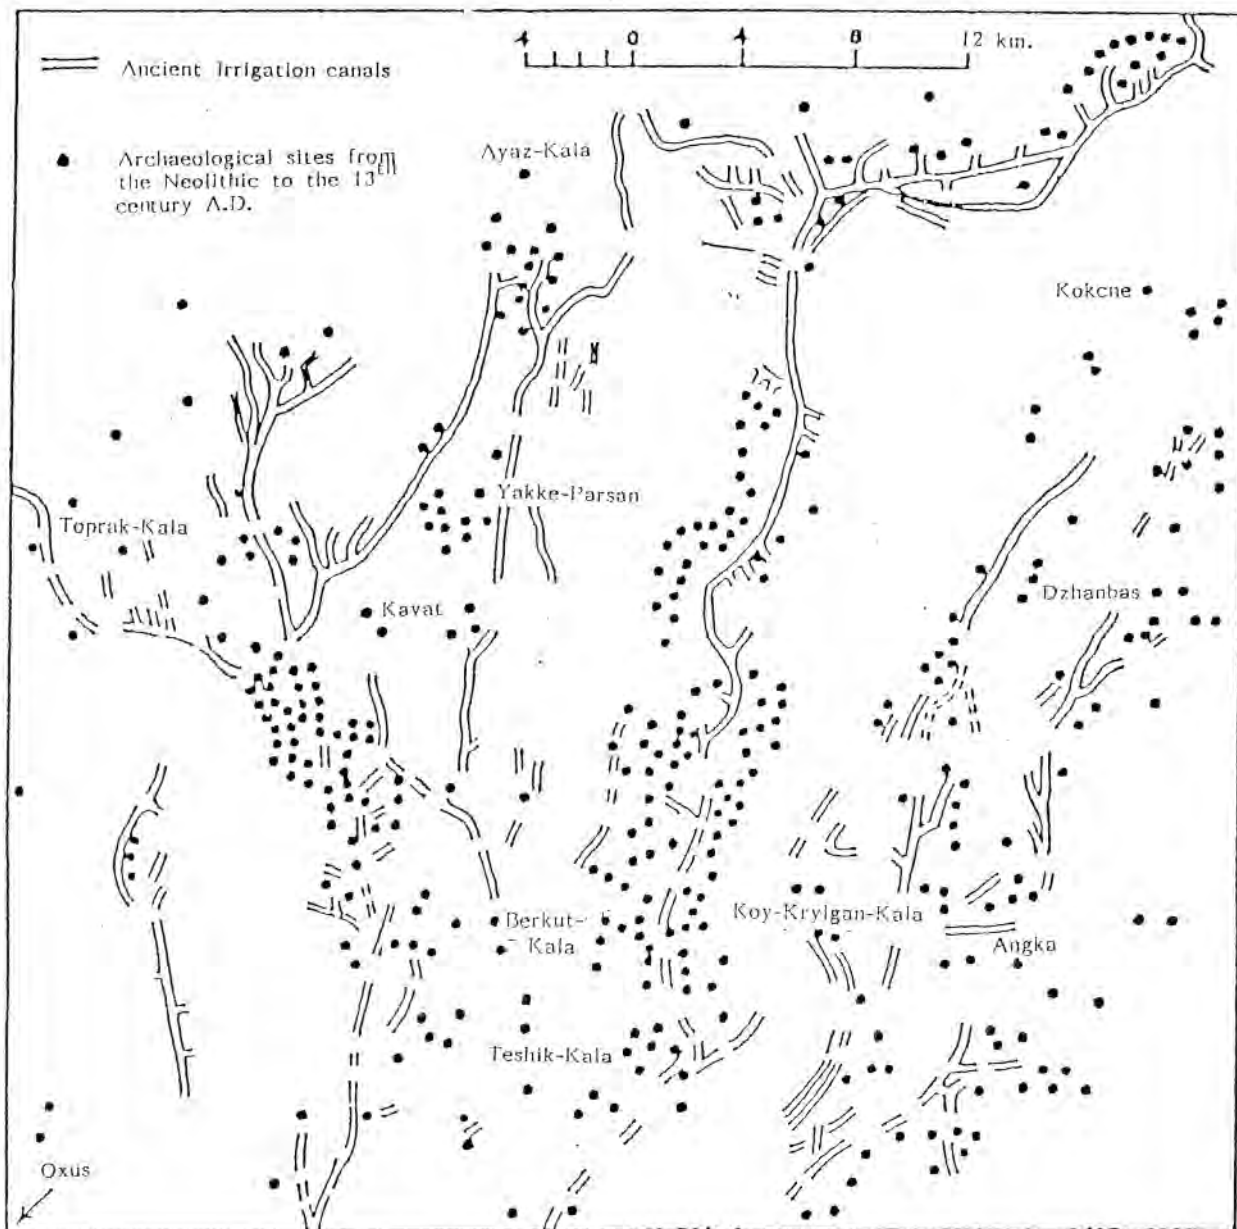 4 0 4 8 12 km.
Ancient Irrigation canals
Archaeological sites from
the Neolithic to the 13th
century A.D.
Ayaz-Kala
Kokcne
Yakke-Parsan
Toprak-Kala
Kavat
Dzhanbas
Berkut-
Kala
Koy-Krylgan-Kala
Angka
Teshik-Kala
Oxus